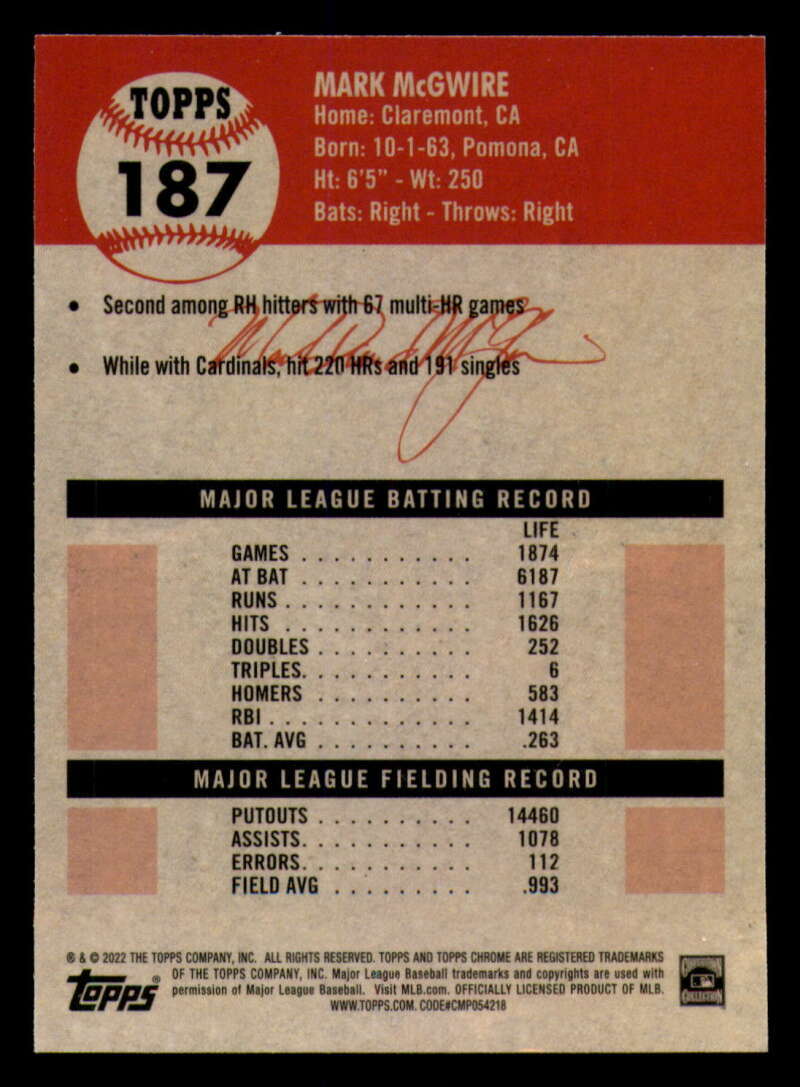 TOPPS
187
MARK McGWIRE
Home: Claremont, CA
Born: 10-1-63, Pomona, CA
Ht: 6'5" - Wt: 250
Bats: Right - Throws: Right
• Second among RH hitters with 67 multi-HR games
• While with Cardinals, hit 220 HRs and 191 singles
MAJOR LEAGUE BATTING RECORD
LIFE
GAMES . . . . . . . . . . . 1874
AT BAT . . . . . . . . . . . 6187
RUNS . . . . . . . . . . . . 1167
HITS . . . . . . . . . . . . 1626
DOUBLES . . . . . . . . . . 252
TRIPLES. . . . . . . . . . . 6
HOMERS . . . . . . . . . . 583
RBI . . . . . . . . . . . . . 1414
BAT. AVG . . . . . . . . . . .263
MAJOR LEAGUE FIELDING RECORD
PUTOUTS . . . . . . . . . . 14460
ASSISTS. . . . . . . . . . . 1078
ERRORS. . . . . . . . . . . 112
FIELD AVG . . . . . . . . . .993
® & © 2022 THE TOPPS COMPANY, INC. ALL RIGHTS RESERVED. TOPPS AND TOPPS CHROME ARE REGISTERED TRADEMARKS
OF THE TOPPS COMPANY, INC. Major League Baseball trademarks and copyrights are used with
permission of Major League Baseball. Visit MLB.com. OFFICIALLY LICENSED PRODUCT OF MLB.
WWW.TOPPS.COM. CODE#CMP054218
TOPPS®
COOPERSTOWN
COLLECTION